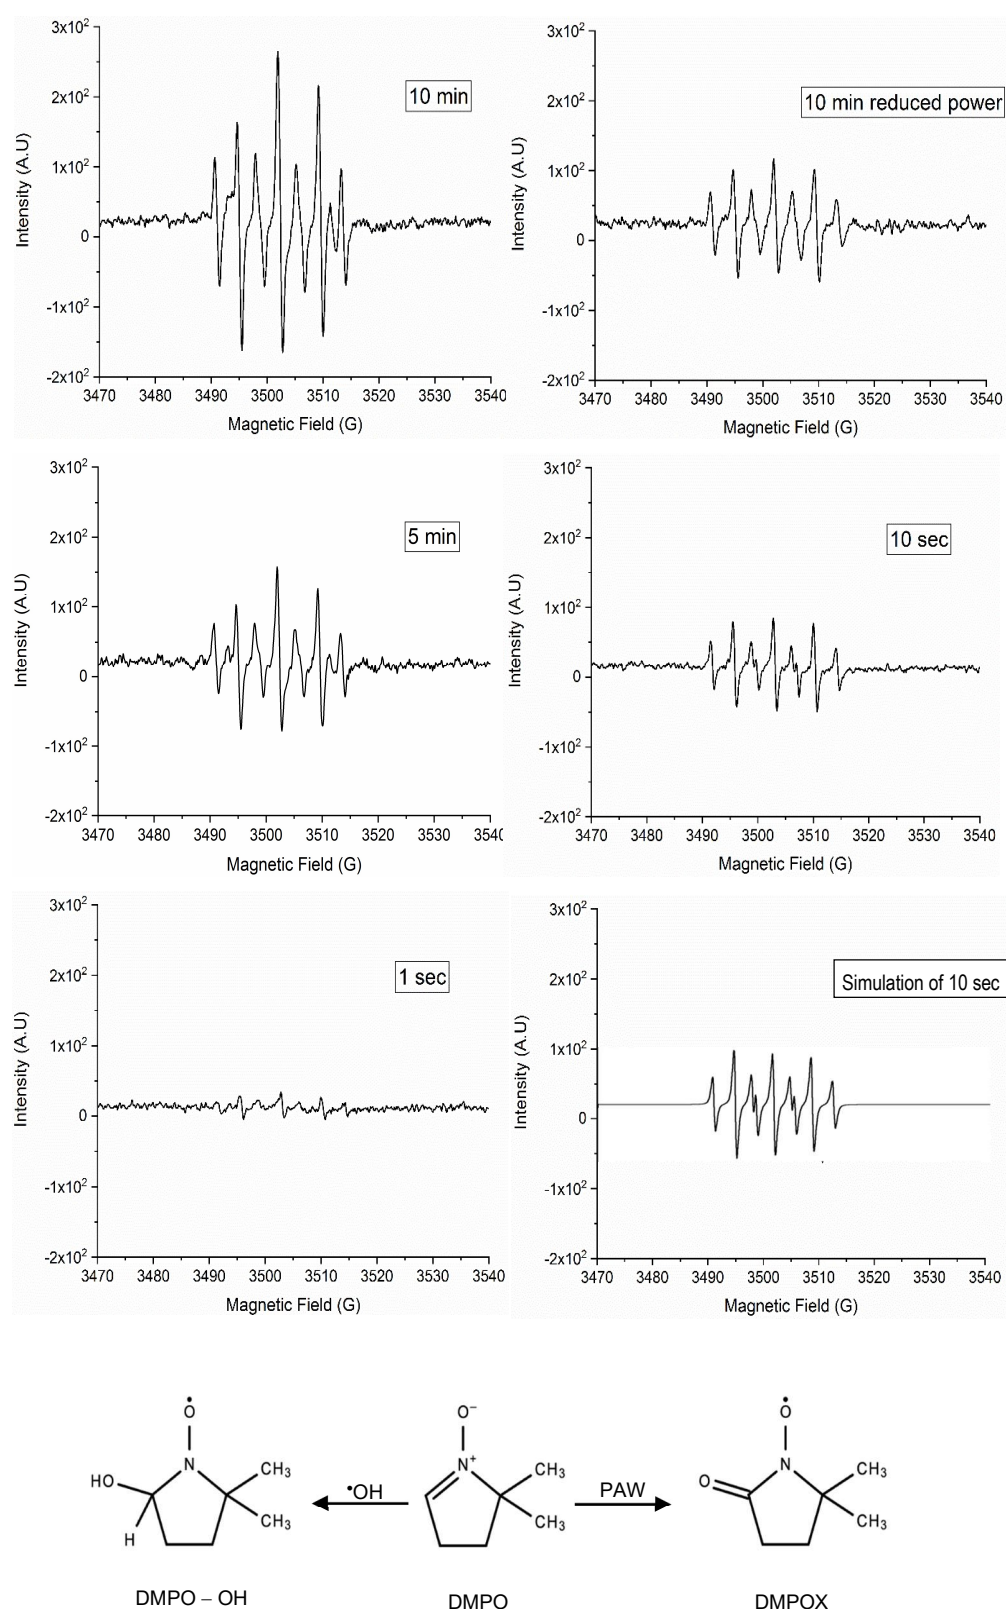 3x10²
2x10²
1x10²
0
-1x10²
-2x10²
Intensity (A.U)
10 min
3470 3480 3490 3500 3510 3520 3530 3540
Magnetic Field (G)
3x10²
2x10²
1x10²
0
-1x10²
-2x10²
Intensity (A.U)
10 min reduced power
3470 3480 3490 3500 3510 3520 3530 3540
Magnetic Field (G)
3x10²
2x10²
1x10²
0
-1x10²
-2x10²
Intensity (A.U)
5 min
3470 3480 3490 3500 3510 3520 3530 3540
Magnetic Field (G)
3x10²
2x10²
1x10²
0
-1x10²
-2x10²
Intensity (A.U)
10 sec
3470 3480 3490 3500 3510 3520 3530 3540
Magnetic Field (G)
3x10²
2x10²
1x10²
0
-1x10²
-2x10²
Intensity (A.U)
1 sec
3470 3480 3490 3500 3510 3520 3530 3540
Magnetic Field (G)
3x10²
2x10²
1x10²
0
-1x10²
-2x10²
Intensity (A.U)
Simulation of 10 sec
3470 3480 3490 3500 3510 3520 3530 3540
Magnetic Field (G)
O•
N
HO
H
CH₃
CH₃
DMPO – OH
•OH
O⁻
N⁺
CH₃
CH₃
DMPO
PAW
O•
N
O
CH₃
CH₃
DMPOX